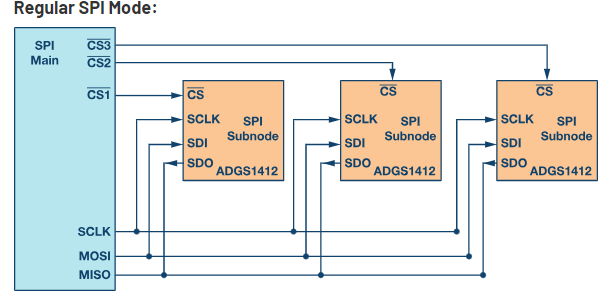 Regular SPI Mode:
SPI
Main
CS3
CS2
CS1
SCLK
MOSI
MISO
CS
SCLK
SDI
SDO
SPI
Subnode
ADGS1412
CS
SCLK
SDI
SDO
SPI
Subnode
ADGS1412
CS
SCLK
SDI
SDO
SPI
Subnode
ADGS1412